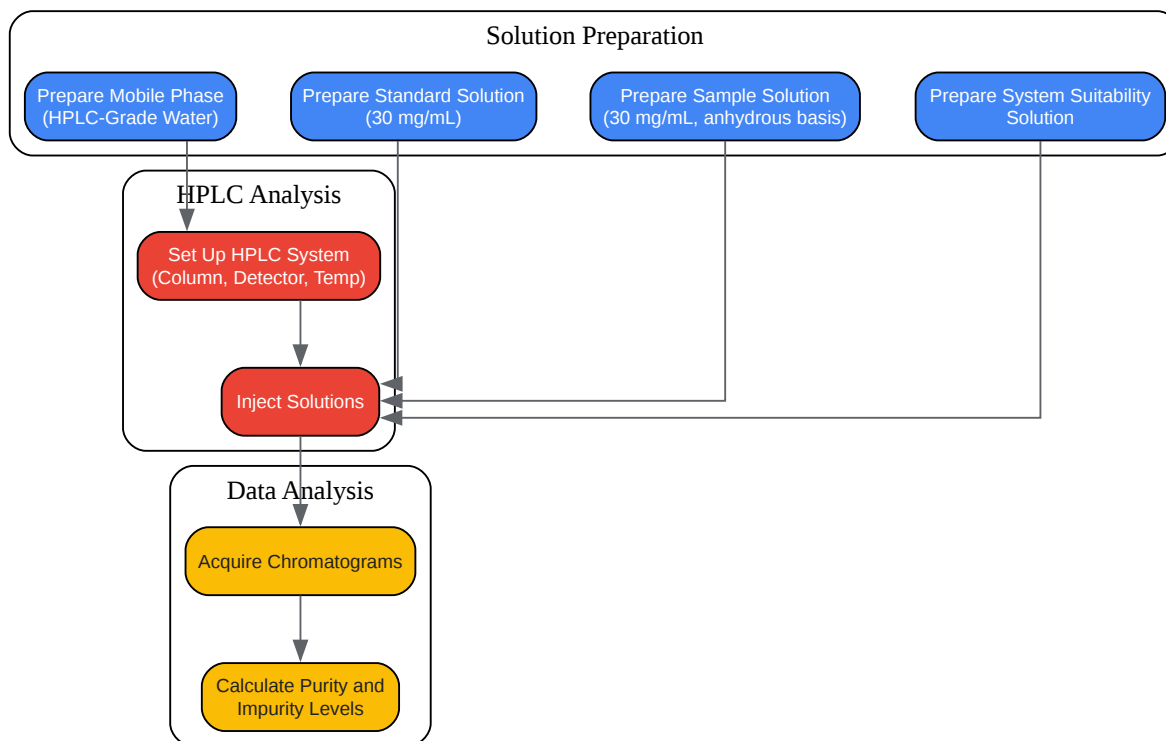 Solution Preparation
Prepare Mobile Phase
(HPLC-Grade Water)
Prepare Standard Solution
(30 mg/mL)
Prepare Sample Solution
(30 mg/mL, anhydrous basis)
Prepare System Suitability
Solution
HPLC Analysis
Set Up HPLC System
(Column, Detector, Temp)
Inject Solutions
Data Analysis
Acquire Chromatograms
Calculate Purity and
Impurity Levels